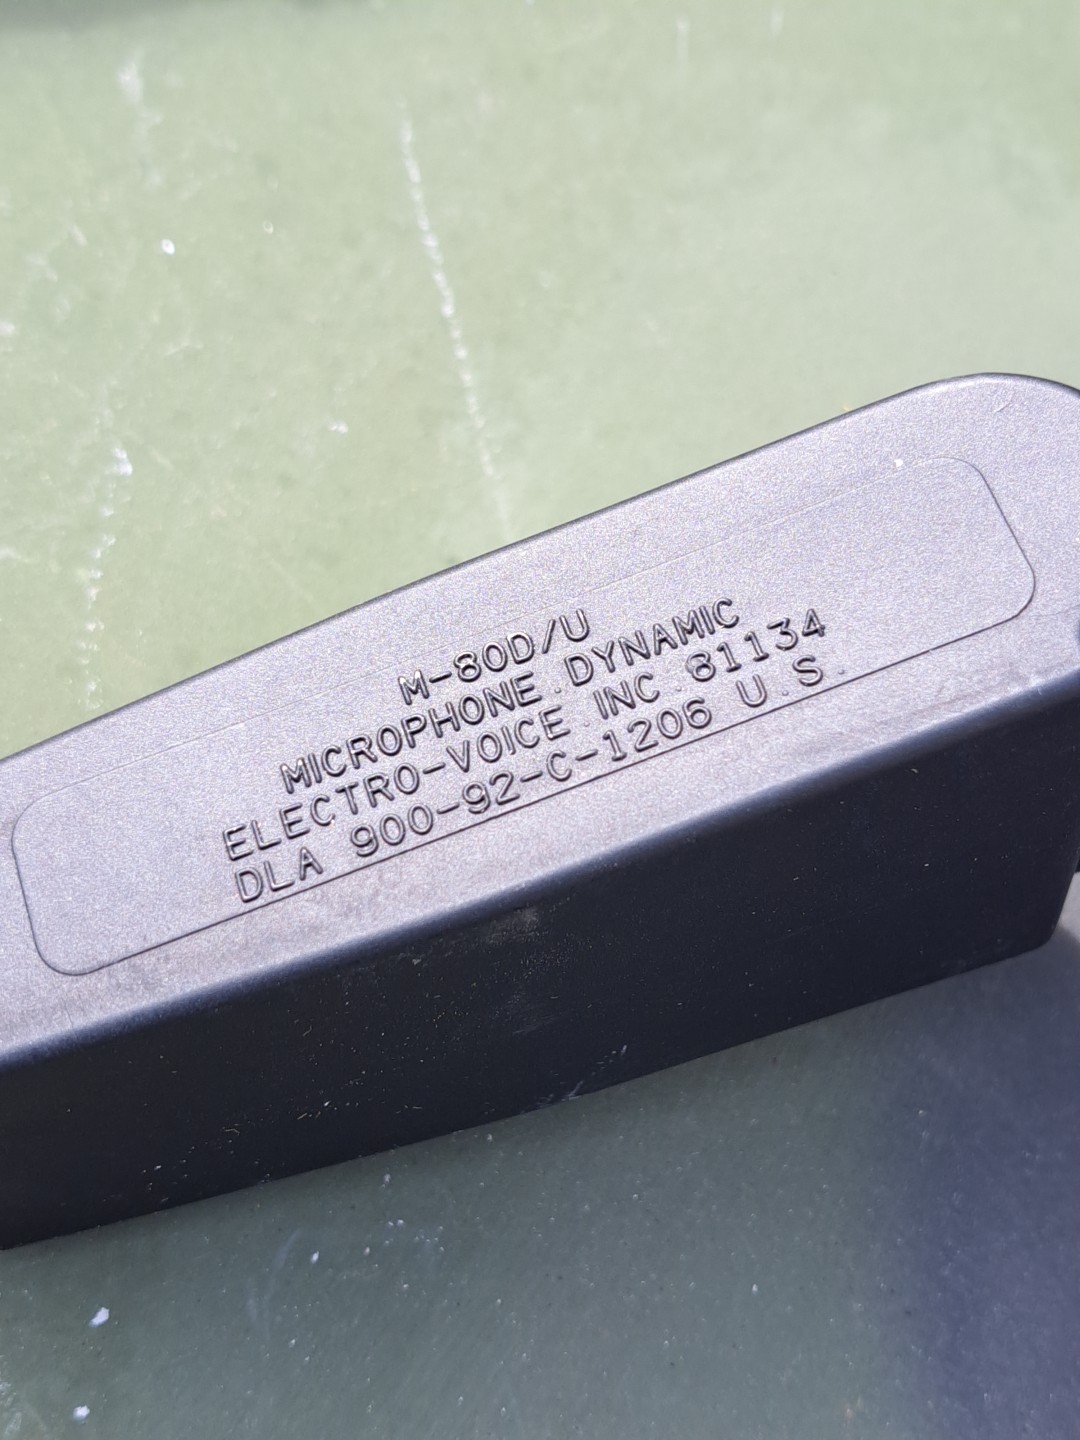 M-80D/U
MICROPHONE.DYNAMIC
ELECTRO-VOICE.INC.81134
DLA 900-92-C-1206 U.S.